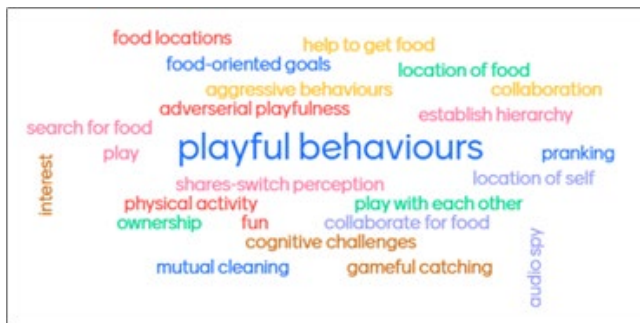 food locations
help to get food
food-oriented goals
location of food
aggressive behaviours
collaboration
adverserial playfulness
establish hierarchy
search for food
playful behaviours
play
pranking
shares-switch perception
location of self
interest
physical activity
play with each other
ownership
fun
collaborate for food
cognitive challenges
audio spy
mutual cleaning
gameful catching